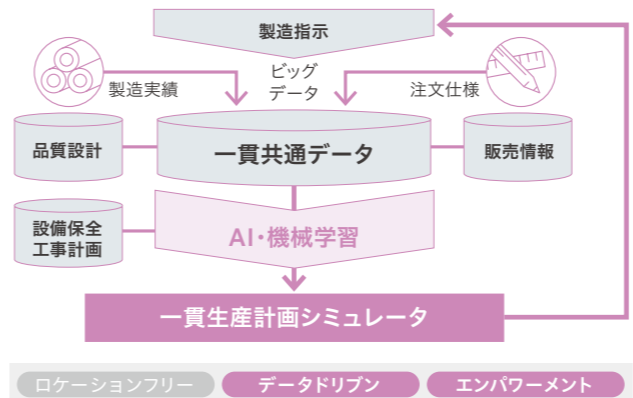 製造指示
製造実績
ビッグ
データ
注文仕様
品質設計
一貫共通データ
販売情報
設備保全
工事計画
AI・機械学習
一貫生産計画シミュレータ
ロケーションフリー
データドリブン
エンパワーメント